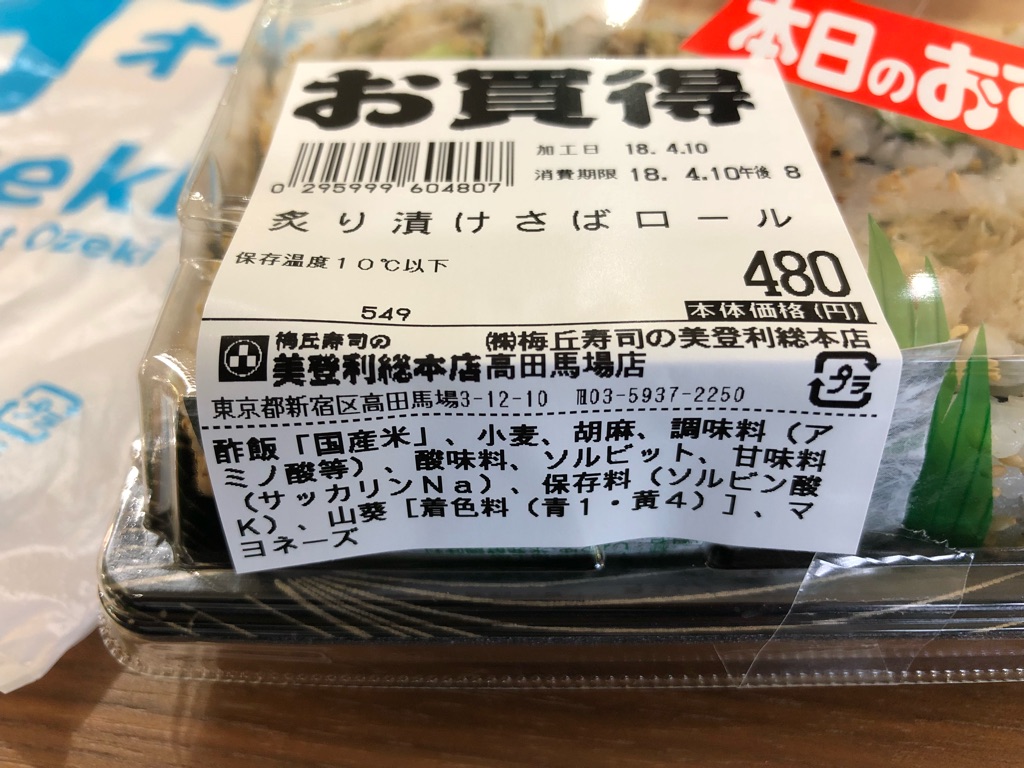 お買得
本日のおす
0 295999 604807
加工日 18. 4.10
消費期限 18. 4.10午後 8
炙り漬けさばロール
保存温度10℃以下
480
549
本体価格(円)
梅丘寿司の
㈱梅丘寿司の美登利総本店
美登利総本店高田馬場店
東京都新宿区高田馬場3-12-10 ℡03-5937-2250
プラ
酢飯「国産米」、小麦、胡麻、調味料(ア
ミノ酸等)、酸味料、ソルビット、甘味料
(サッカリンNa)、保存料(ソルビン酸
K)、山葵[着色料(青1・黄4)]、マ
ヨネーズ
オ
zeki
t Ozeki